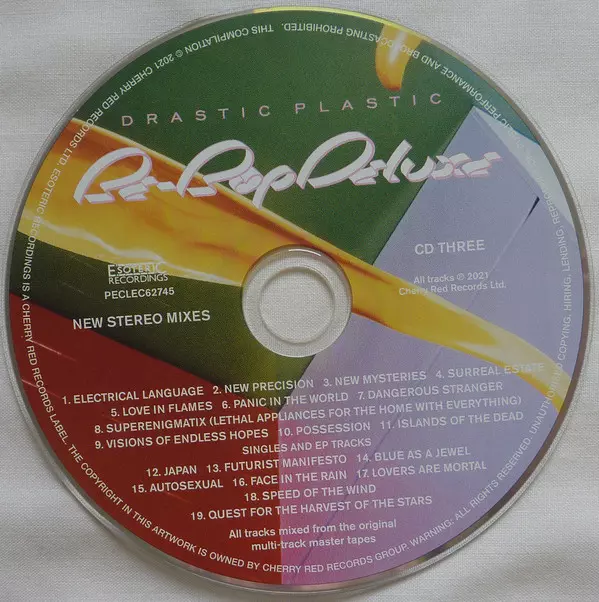 DRASTIC PLASTIC
Be-Bop Deluxe
ESOTERIC
RECORDINGS
PECLEC62745
CD THREE
All tracks ℗ 2021
Cherry Red Records Ltd.
NEW STEREO MIXES
1. ELECTRICAL LANGUAGE 2. NEW PRECISION 3. NEW MYSTERIES 4. SURREAL ESTATE
5. LOVE IN FLAMES 6. PANIC IN THE WORLD 7. DANGEROUS STRANGER
8. SUPERENIGMATIX (LETHAL APPLIANCES FOR THE HOME WITH EVERYTHING)
9. VISIONS OF ENDLESS HOPES 10. POSSESSION 11. ISLANDS OF THE DEAD
SINGLES AND EP TRACKS
12. JAPAN 13. FUTURIST MANIFESTO 14. BLUE AS A JEWEL
15. AUTOSEXUAL 16. FACE IN THE RAIN 17. LOVERS ARE MORTAL
18. SPEED OF THE WIND
19. QUEST FOR THE HARVEST OF THE STARS
All tracks mixed from the original
multi-track master tapes
THIS COMPILATION © 2021 CHERRY RED RECORDS LTD. ESOTERIC RECORDINGS IS A CHERRY RED RECORDS LABEL. THE COPYRIGHT IN THIS ARTWORK IS OWNED BY CHERRY RED RECORDS GROUP. WARNING: ALL RIGHTS RESERVED. UNAUTHORISED COPYING, HIRING, LENDING, PERFORMANCE AND BROADCASTING PROHIBITED.